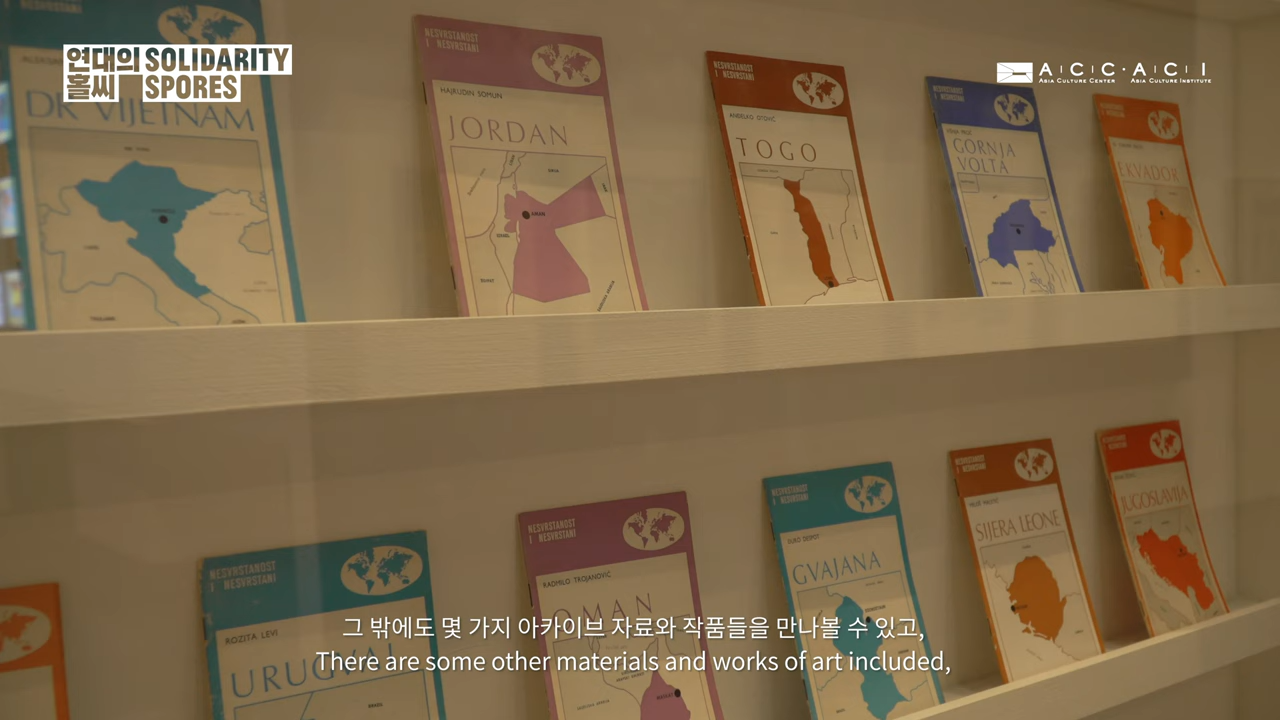 연대의 SOLIDARITY
홀씨 SPORES
ACC·ACI
ASIA CULTURE CENTER ASIA CULTURE INSTITUTE
DR VIJETNAM
NESVRSTANOST
I NESVRSTANI
HAJRUDIN SOMUN
JORDAN
NESVRSTANOST
I NESVRSTANI
TOGO
NESVRSTANOST
I NESVRSTANI
GORNJA
VOLTA
EKVADOR
NESVRSTANOST
I NESVRSTANI
ROZITA LEVI
URUGVAJ
NESVRSTANOST
I NESVRSTANI
RADMILO TROJANOVIĆ
OMAN
NESVRSTANOST
I NESVRSTANI
GVAJANA
NESVRSTANOST
I NESVRSTANI
SIJERA LEONE
JUGOSLAVIJA
그 밖에도 몇 가지 아카이브 자료와 작품들을 만나볼 수 있고,
There are some other materials and works of art included,